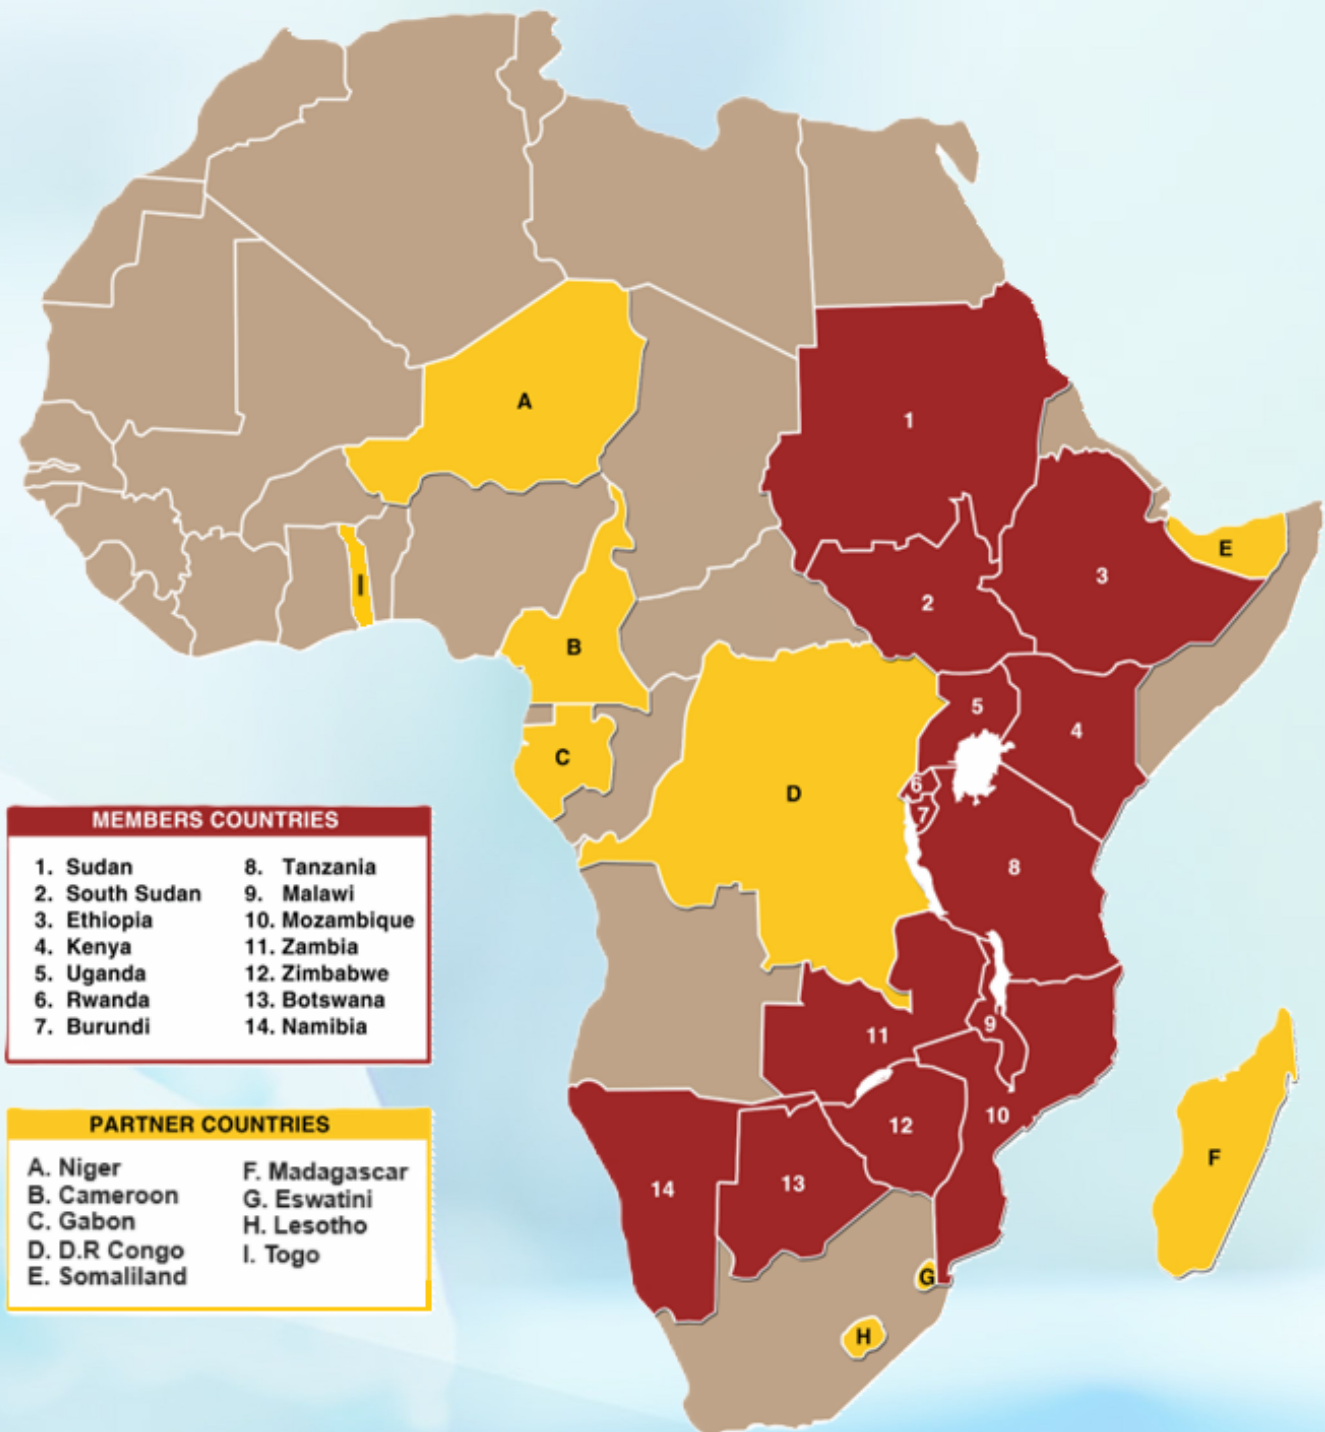 A
1
I
E
3
2
B
5
4
C
6
D
7
8
MEMBERS COUNTRIES
1. Sudan
2. South Sudan
3. Ethiopia
4. Kenya
5. Uganda
6. Rwanda
7. Burundi
8. Tanzania
9. Malawi
10. Mozambique
11. Zambia
12. Zimbabwe
13. Botswana
14. Namibia
9
11
10
12
F
13
14
PARTNER COUNTRIES
A. Niger
B. Cameroon
C. Gabon
D. D.R Congo
E. Somaliland
F. Madagascar
G. Eswatini
H. Lesotho
I. Togo
G
H